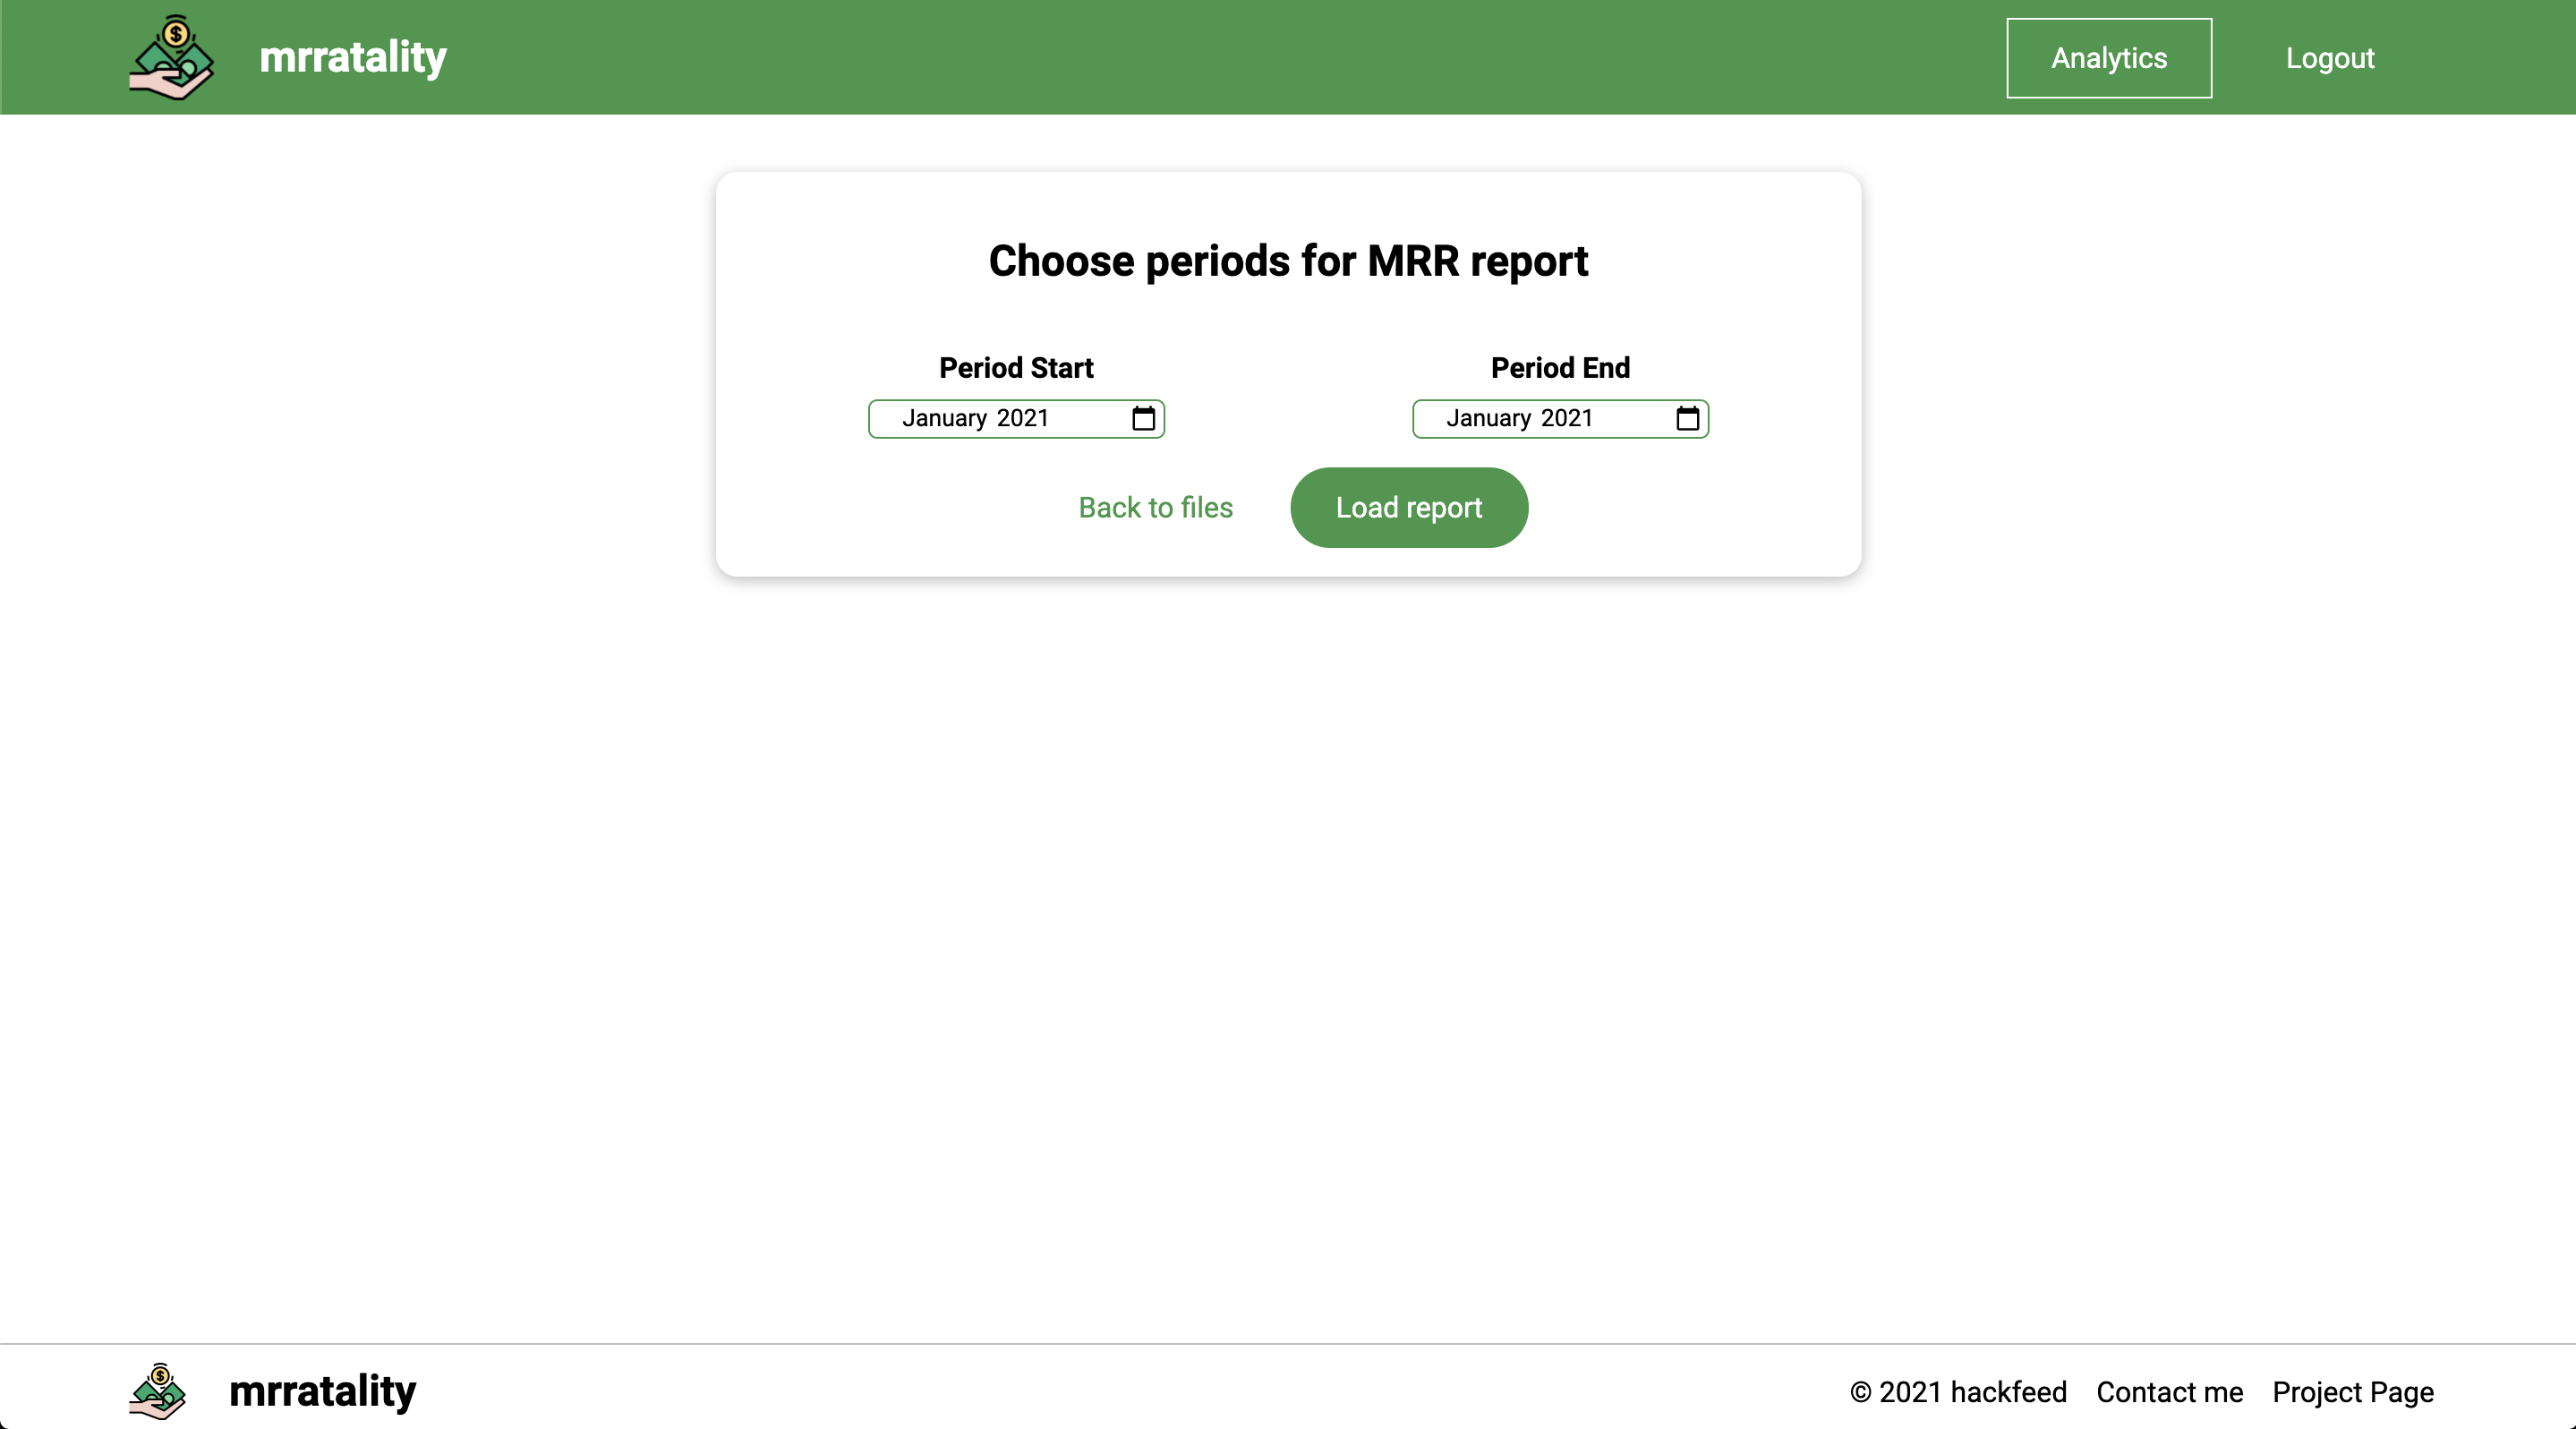 mrratality
Analytics
Logout
Choose periods for MRR report
Period Start
Period End
January 2021
January 2021
Back to files
Load report
mrratality
© 2021 hackfeed
Contact me
Project Page